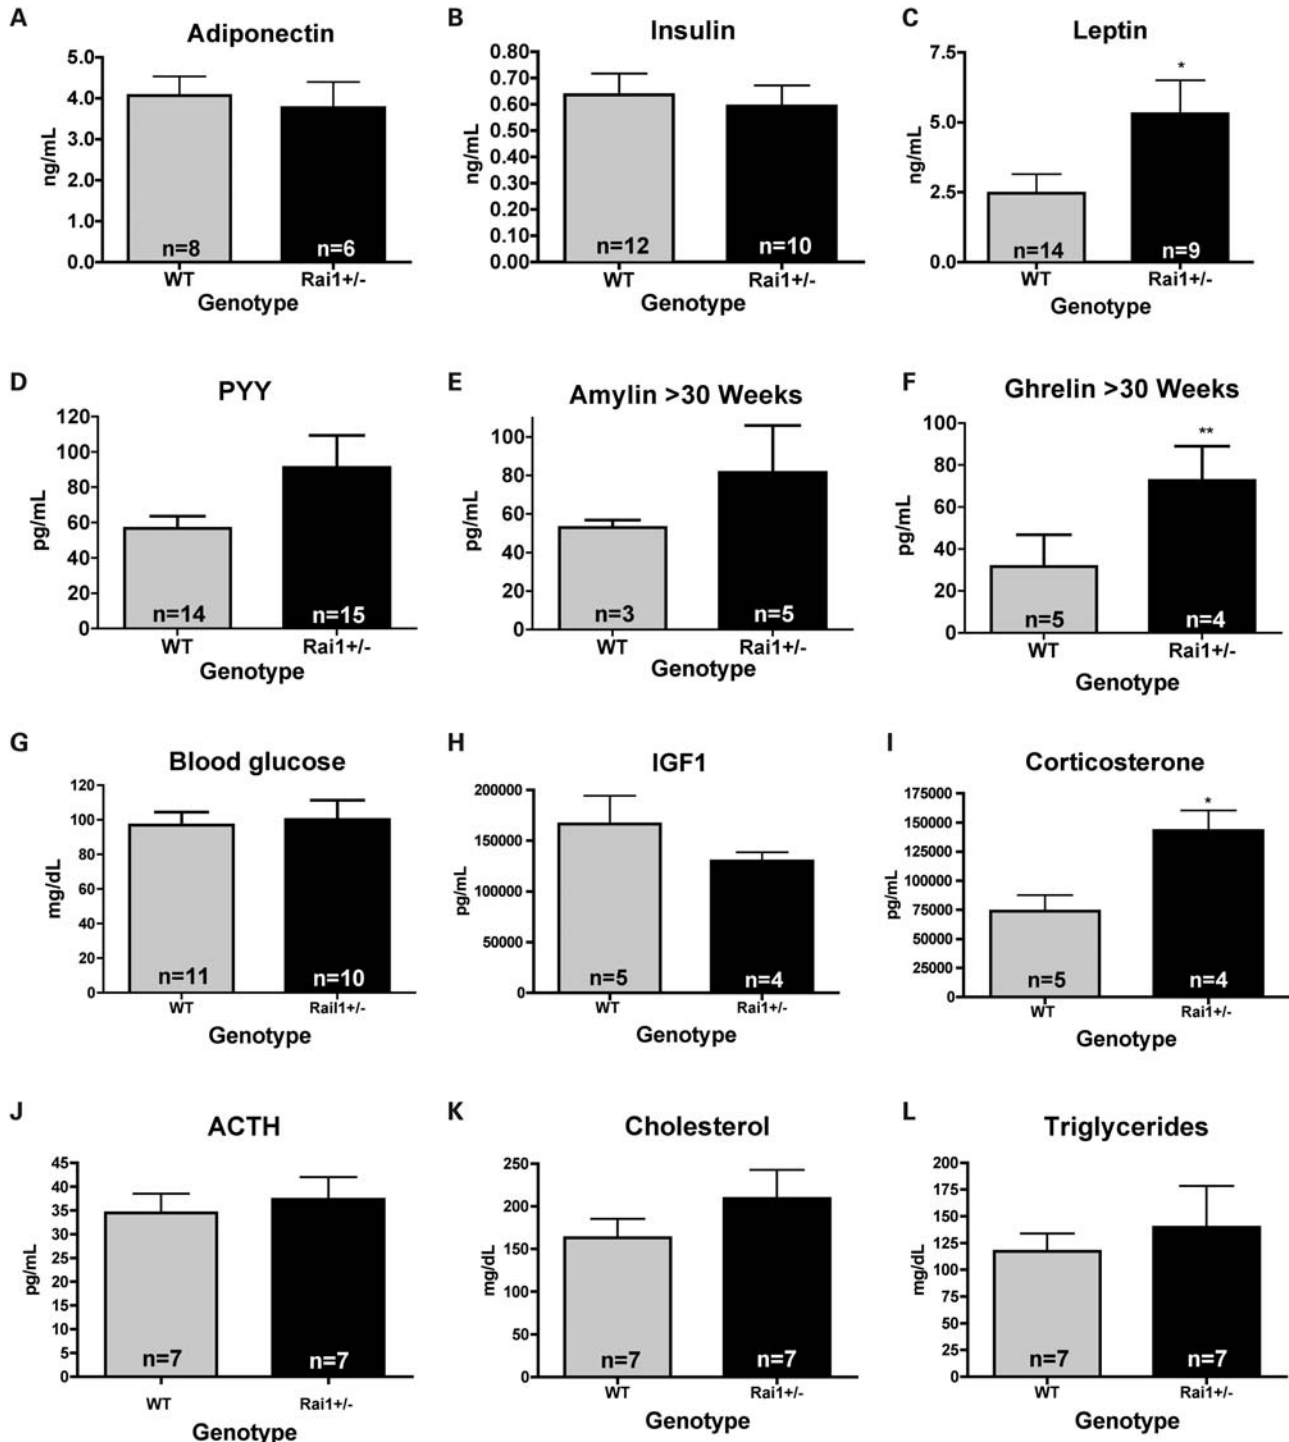 A
Adiponectin
5.0
4.0
3.0
2.0
1.0
0.0
ng/mL
n=8
n=6
WT
Rai1+/-
Genotype
B
Insulin
0.80
0.70
0.60
0.50
0.40
0.30
0.20
0.10
0.00
ng/mL
n=12
n=10
WT
Rai1+/-
Genotype
C
Leptin
7.5
5.0
2.5
0.0
ng/mL
*
n=14
n=9
WT
Rai1+/-
Genotype
D
PYY
120
100
80
60
40
20
0
pg/mL
n=14
n=15
WT
Rai1+/-
Genotype
E
Amylin >30 Weeks
100
80
60
40
20
0
pg/mL
n=3
n=5
WT
Rai1+/-
Genotype
F
Ghrelin >30 Weeks
100
80
60
40
20
0
pg/mL
**
n=5
n=4
WT
Rai1+/-
Genotype
G
Blood glucose
120
100
80
60
40
20
0
mg/dL
n=11
n=10
WT
Rail1+/-
Genotype
H
IGF1
200000
150000
100000
50000
0
pg/mL
n=5
n=4
WT
Rai1+/-
Genotype
I
Corticosterone
175000
150000
125000
100000
75000
50000
25000
0
pg/mL
*
n=5
n=4
WT
Rai1+/-
Genotype
J
ACTH
45
40
35
30
25
20
15
10
5
0
pg/mL
n=7
n=7
WT
Rai1+/-
Genotype
K
Cholesterol
250
200
150
100
50
0
mg/dL
n=7
n=7
WT
Rai1+/-
Genotype
L
Triglycerides
200
175
150
125
100
75
50
25
0
mg/dL
n=7
n=7
WT
Rai1+/-
Genotype